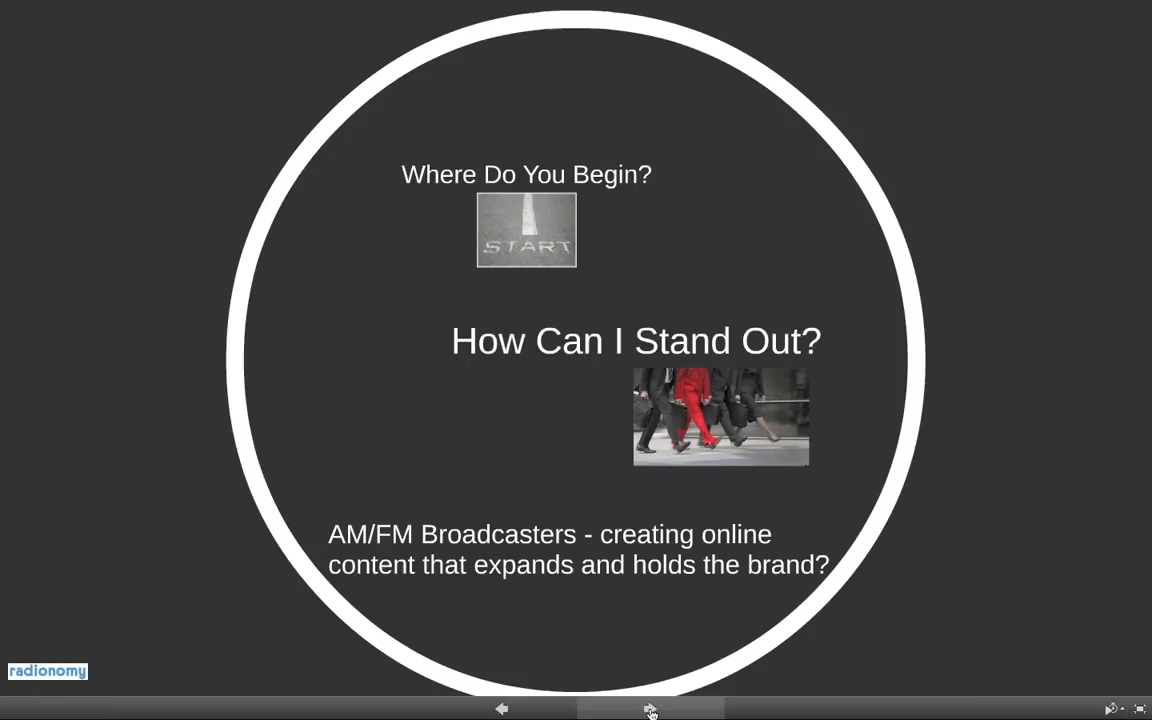 Where Do You Begin?
START
How Can I Stand Out?
AM/FM Broadcasters - creating online
content that expands and holds the brand?
radionomy